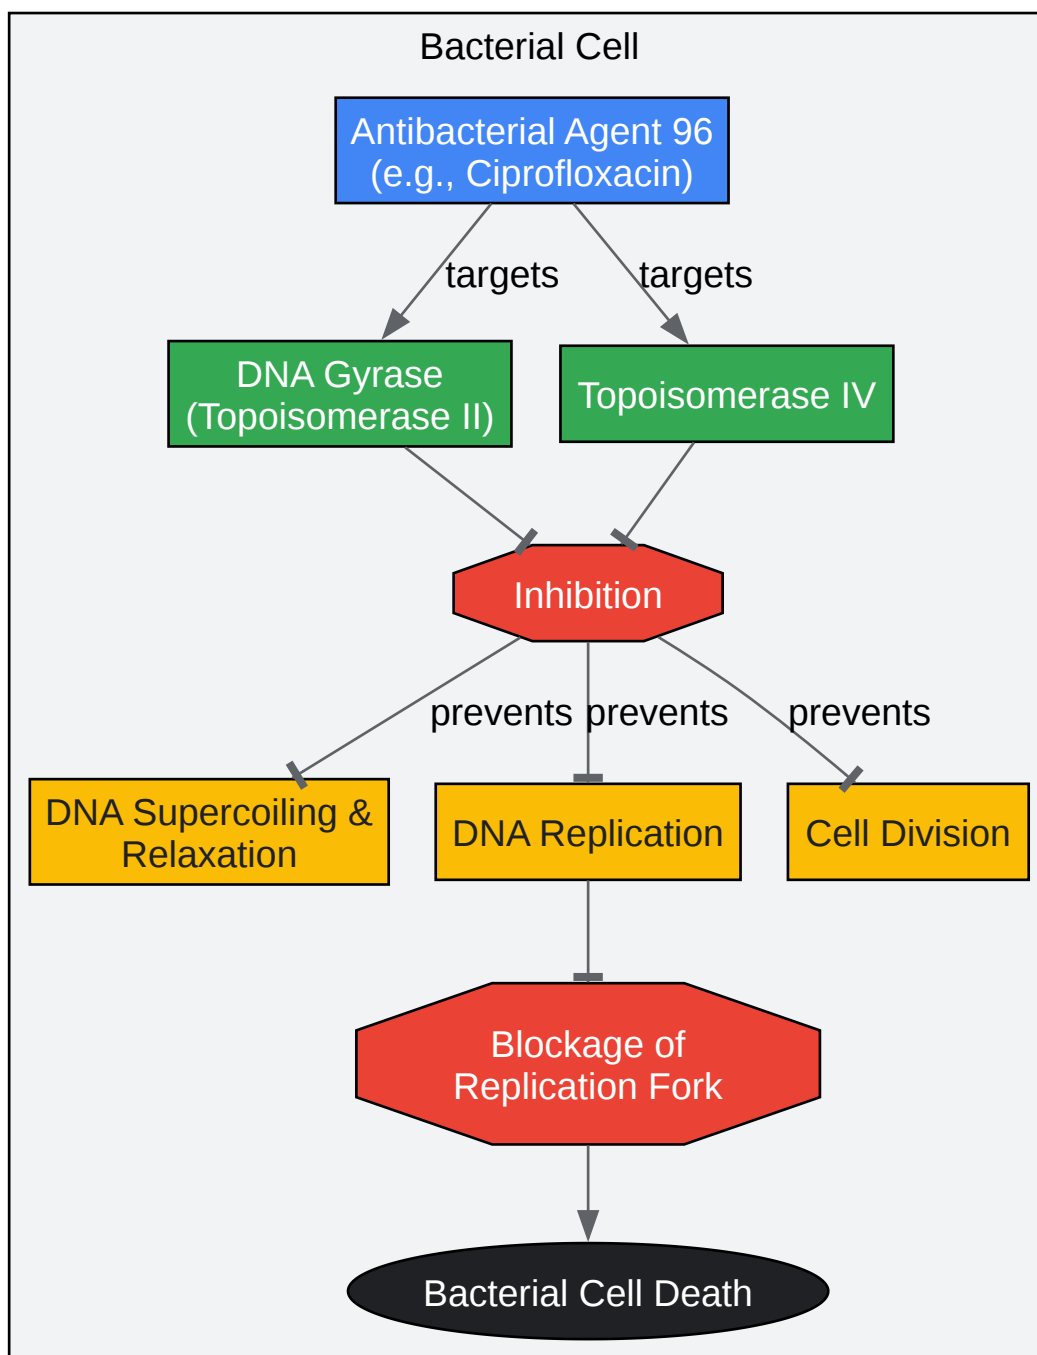 Bacterial Cell
Antibacterial Agent 96
(e.g., Ciprofloxacin)
targets
targets
DNA Gyrase
(Topoisomerase II)
Topoisomerase IV
Inhibition
prevents
prevents
prevents
DNA Supercoiling &
Relaxation
DNA Replication
Cell Division
Blockage of
Replication Fork
Bacterial Cell Death